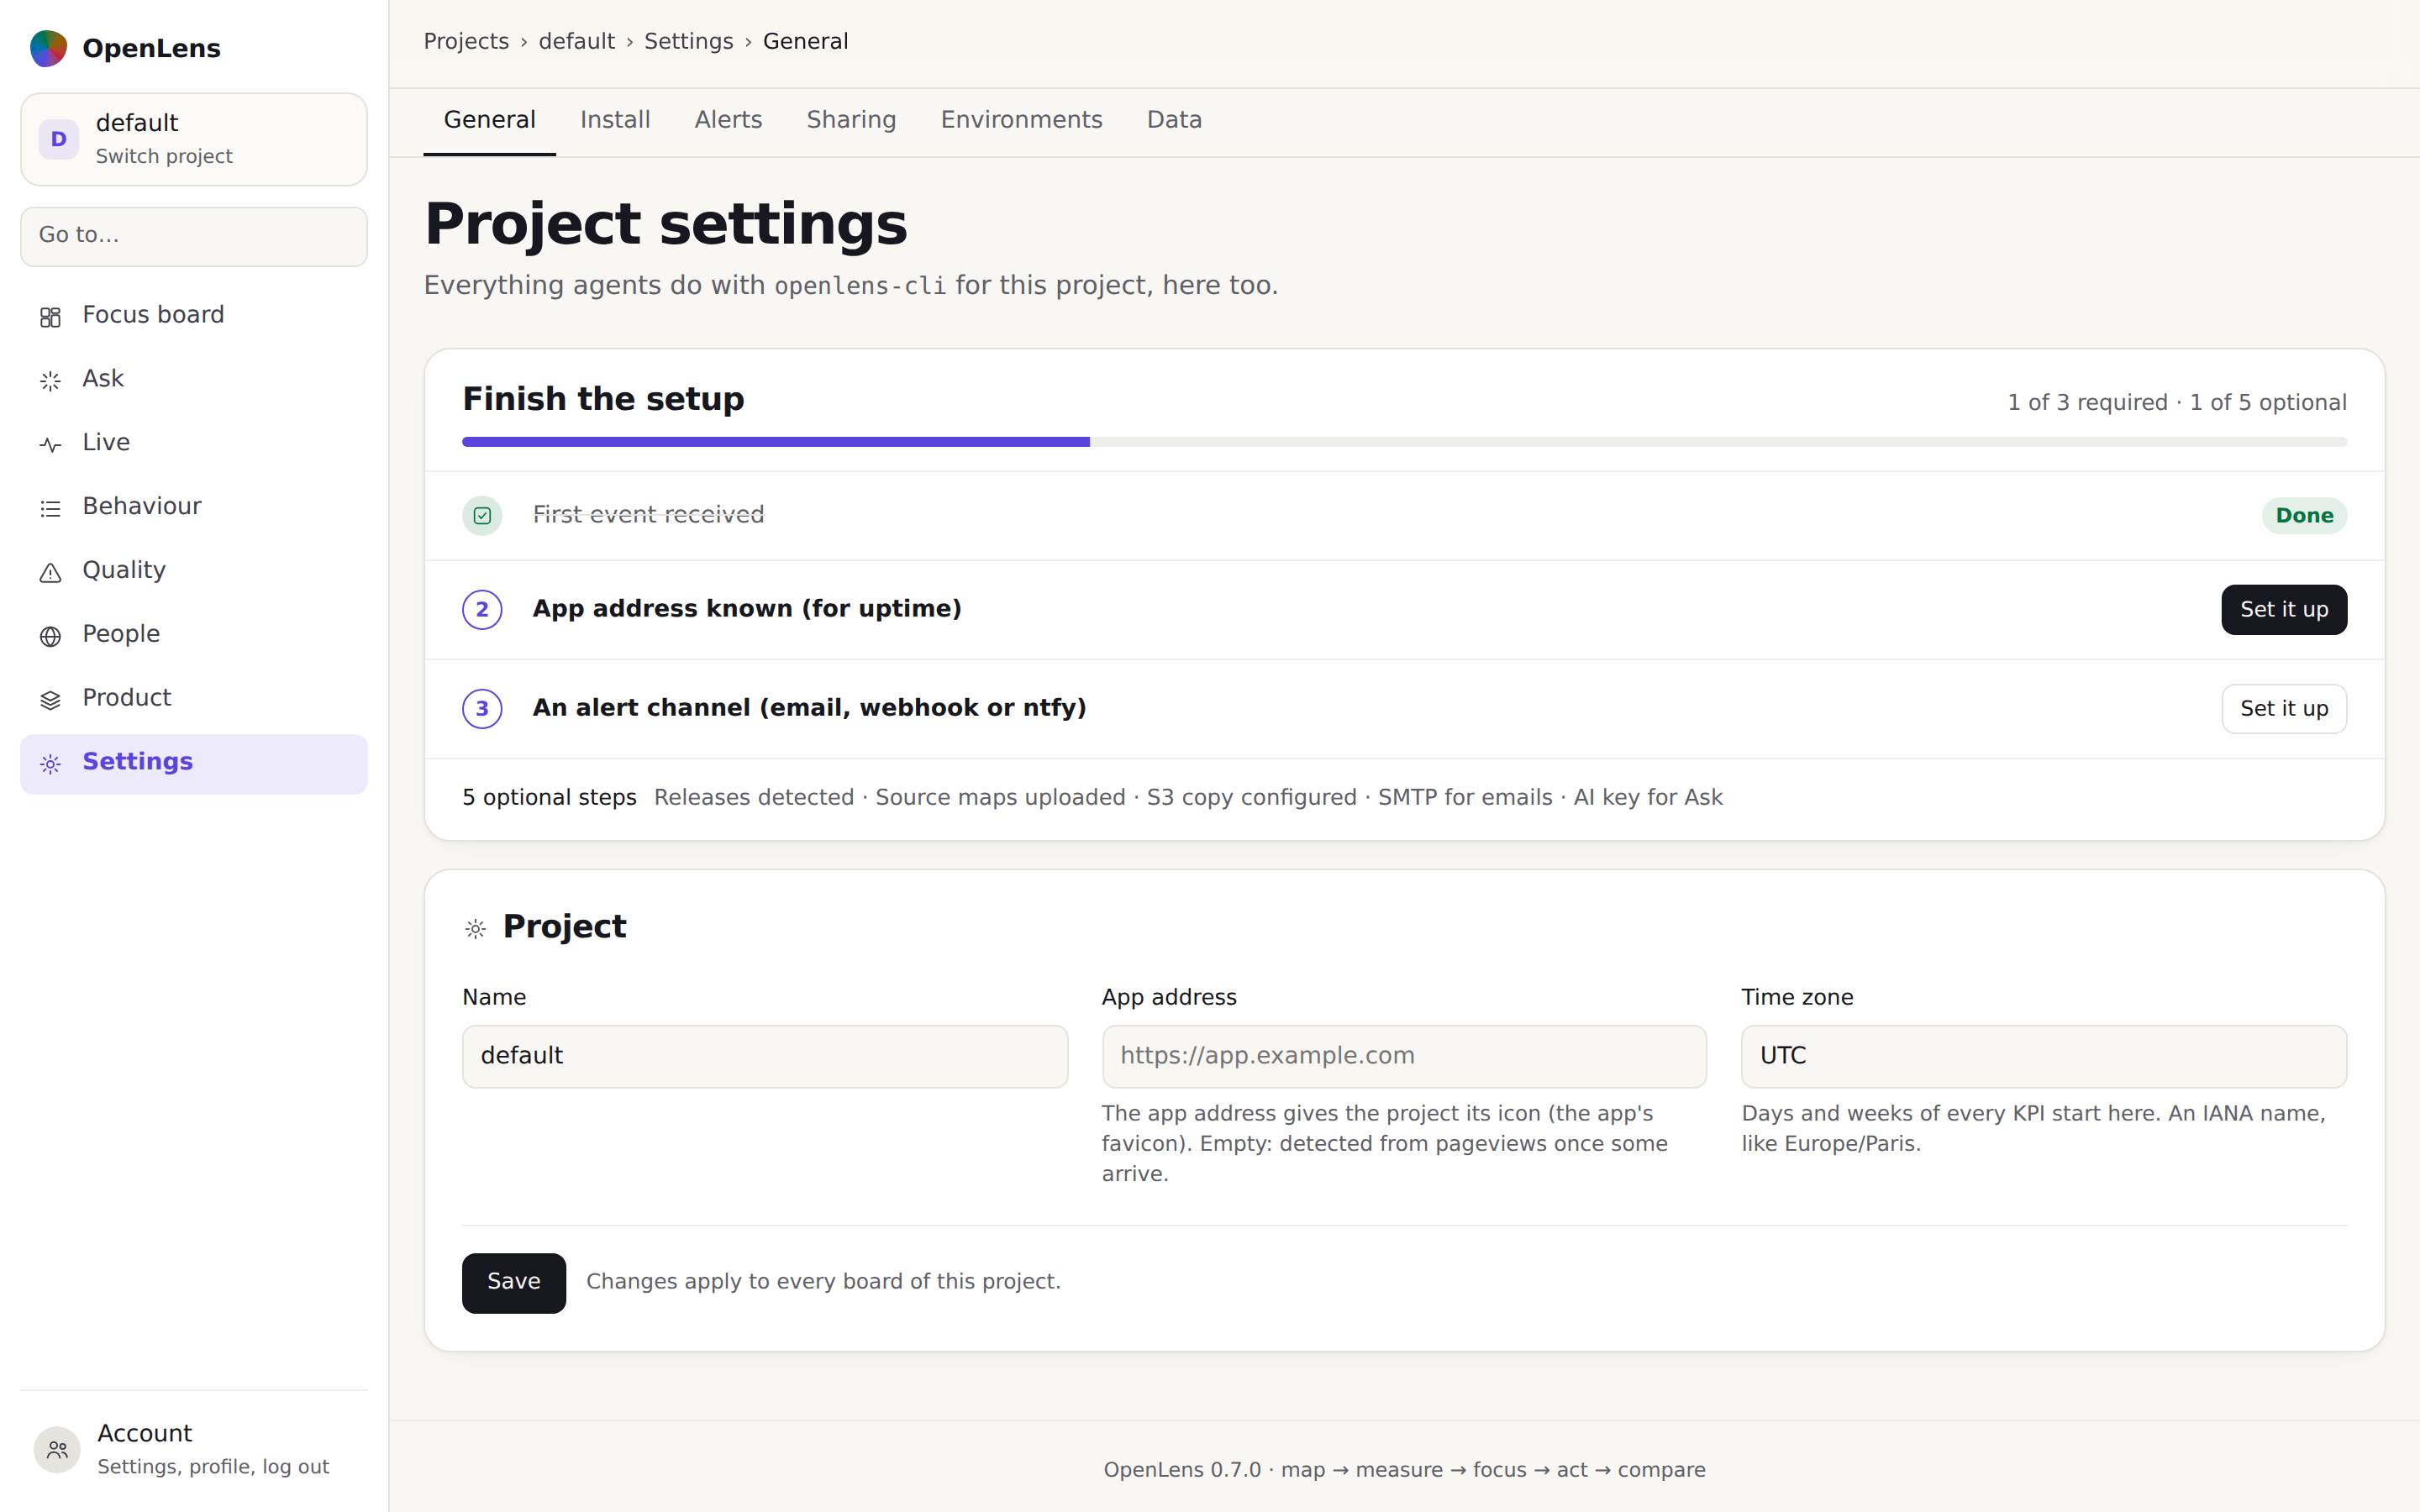 OpenLens
D
default
Switch project
Go to...
Focus board
Ask
Live
Behaviour
Quality
People
Product
Settings
Account
Settings, profile, log out
Projects › default › Settings › General
General Install Alerts Sharing Environments Data
Project settings
Everything agents do with openlens-cli for this project, here too.
Finish the setup
1 of 3 required · 1 of 5 optional
First event received
Done
2 App address known (for uptime)
Set it up
3 An alert channel (email, webhook or ntfy)
Set it up
5 optional steps Releases detected · Source maps uploaded · S3 copy configured · SMTP for emails · AI key for Ask
Project
Name
default
App address
https://app.example.com
The app address gives the project its icon (the app's
favicon). Empty: detected from pageviews once some
arrive.
Time zone
UTC
Days and weeks of every KPI start here. An IANA name,
like Europe/Paris.
Save
Changes apply to every board of this project.
OpenLens 0.7.0 · map → measure → focus → act → compare